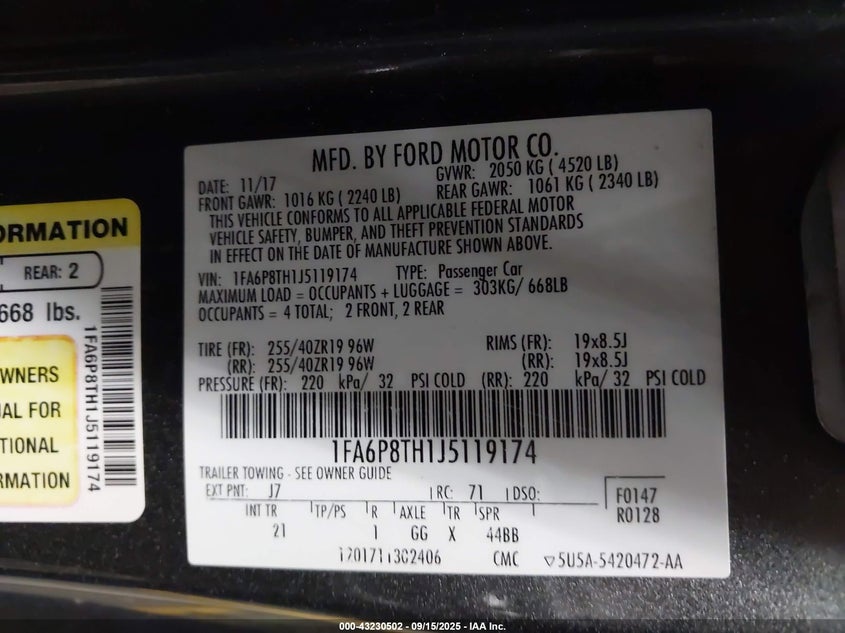 MFD. BY FORD MOTOR CO.
DATE: 11/17
GVWR: 2050 KG ( 4520 LB)
FRONT GAWR: 1016 KG ( 2240 LB)
REAR GAWR: 1061 KG ( 2340 LB)
THIS VEHICLE CONFORMS TO ALL APPLICABLE FEDERAL MOTOR
VEHICLE SAFETY, BUMPER, AND THEFT PREVENTION STANDARDS
IN EFFECT ON THE DATE OF MANUFACTURE SHOWN ABOVE.
VIN: 1FA6P8TH1J5119174 TYPE: Passenger Car
MAXIMUM LOAD = OCCUPANTS + LUGGAGE = 303KG/ 668LB
OCCUPANTS = 4 TOTAL; 2 FRONT, 2 REAR
TIRE (FR): 255/40ZR19 96W RIMS (FR): 19x8.5J
(RR): 255/40ZR19 96W (RR): 19x8.5J
PRESSURE (FR): 220 kPa/ 32 PSI COLD (RR): 220 kPa/ 32 PSI COLD
1FA6P8TH1J5119174
TRAILER TOWING - SEE OWNER GUIDE
EXT PNT: J7 RC: 71 DSO:
F0147
R0128
INT TR TP/PS R AXLE TR SPR
21 I GG X 44BB
CMC ▽5U5A-5420472-AA
ORMATION
REAR: 2
668 lbs.
1FA6P8TH1J5119174
WNERS
UAL FOR
ITIONAL
RMATION
000-43230502 - 09/15/2025 - IAA Inc.